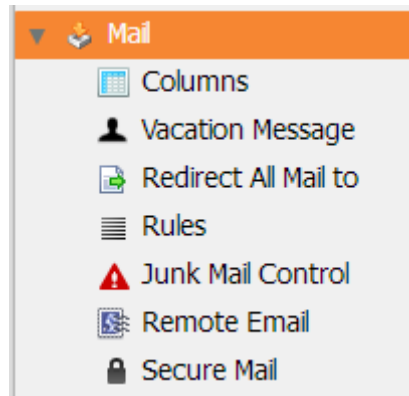 Mail
Columns
Vacation Message
Redirect All Mail to
Rules
Junk Mail Control
Remote Email
Secure Mail